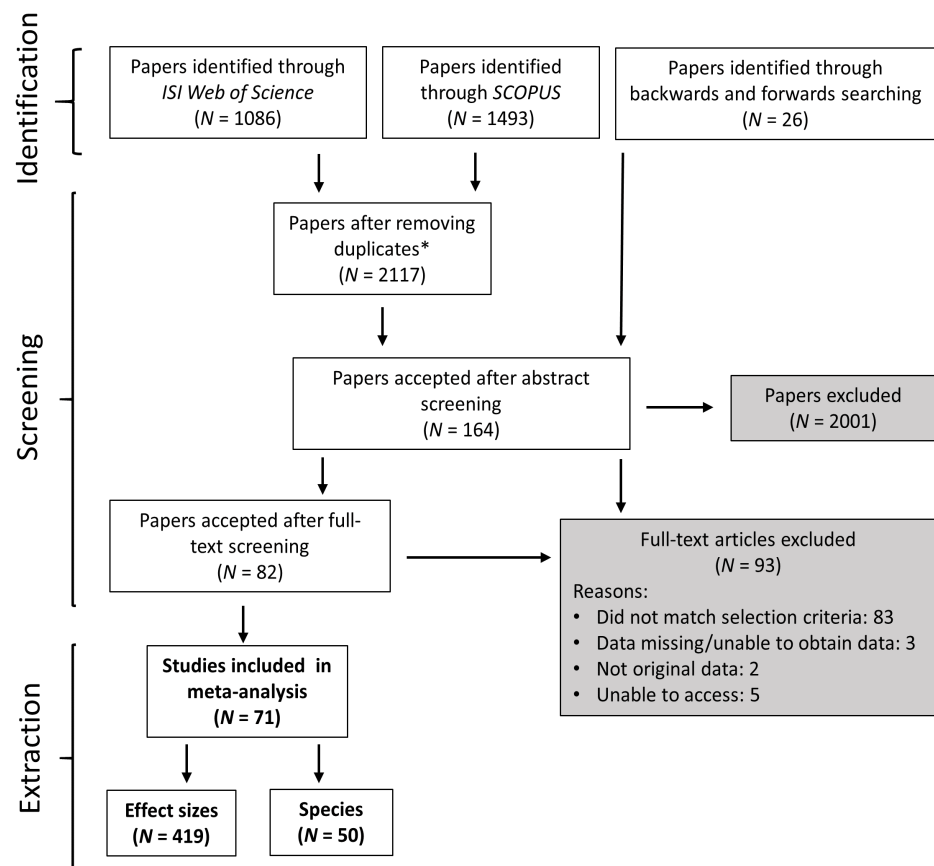 Identification
Papers identified through
ISI Web of Science
(N = 1086)
Papers identified
through SCOPUS
(N = 1493)
Papers identified through
backwards and forwards searching
(N = 26)
Screening
Papers after removing
duplicates*
(N = 2117)
Papers accepted after abstract
screening
(N = 164)
Papers excluded
(N = 2001)
Papers accepted after full-
text screening
(N = 82)
Full-text articles excluded
(N = 93)
Reasons:
• Did not match selection criteria: 83
• Data missing/unable to obtain data: 3
• Not original data: 2
• Unable to access: 5
Extraction
Studies included in
meta-analysis
(N = 71)
Effect sizes
(N = 419)
Species
(N = 50)